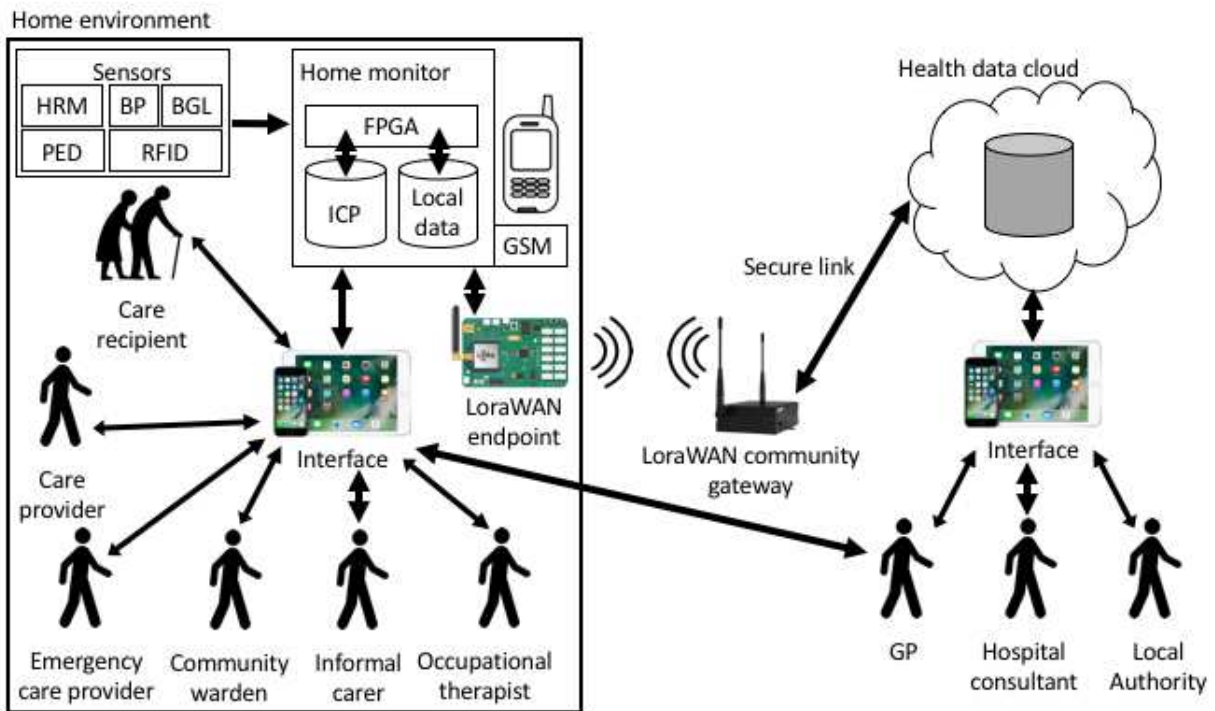 Home environment
Sensors
HRM
BP
BGL
PED
RFID
Home monitor
FPGA
ICP
Local
data
GSM
Health data cloud
Secure link
Care
recipient
LoraWAN
endpoint
LoraWAN community
gateway
Interface
Interface
Care
provider
Emergency
care provider
Community
warden
Informal
carer
Occupational
therapist
GP
Hospital
consultant
Local
Authority